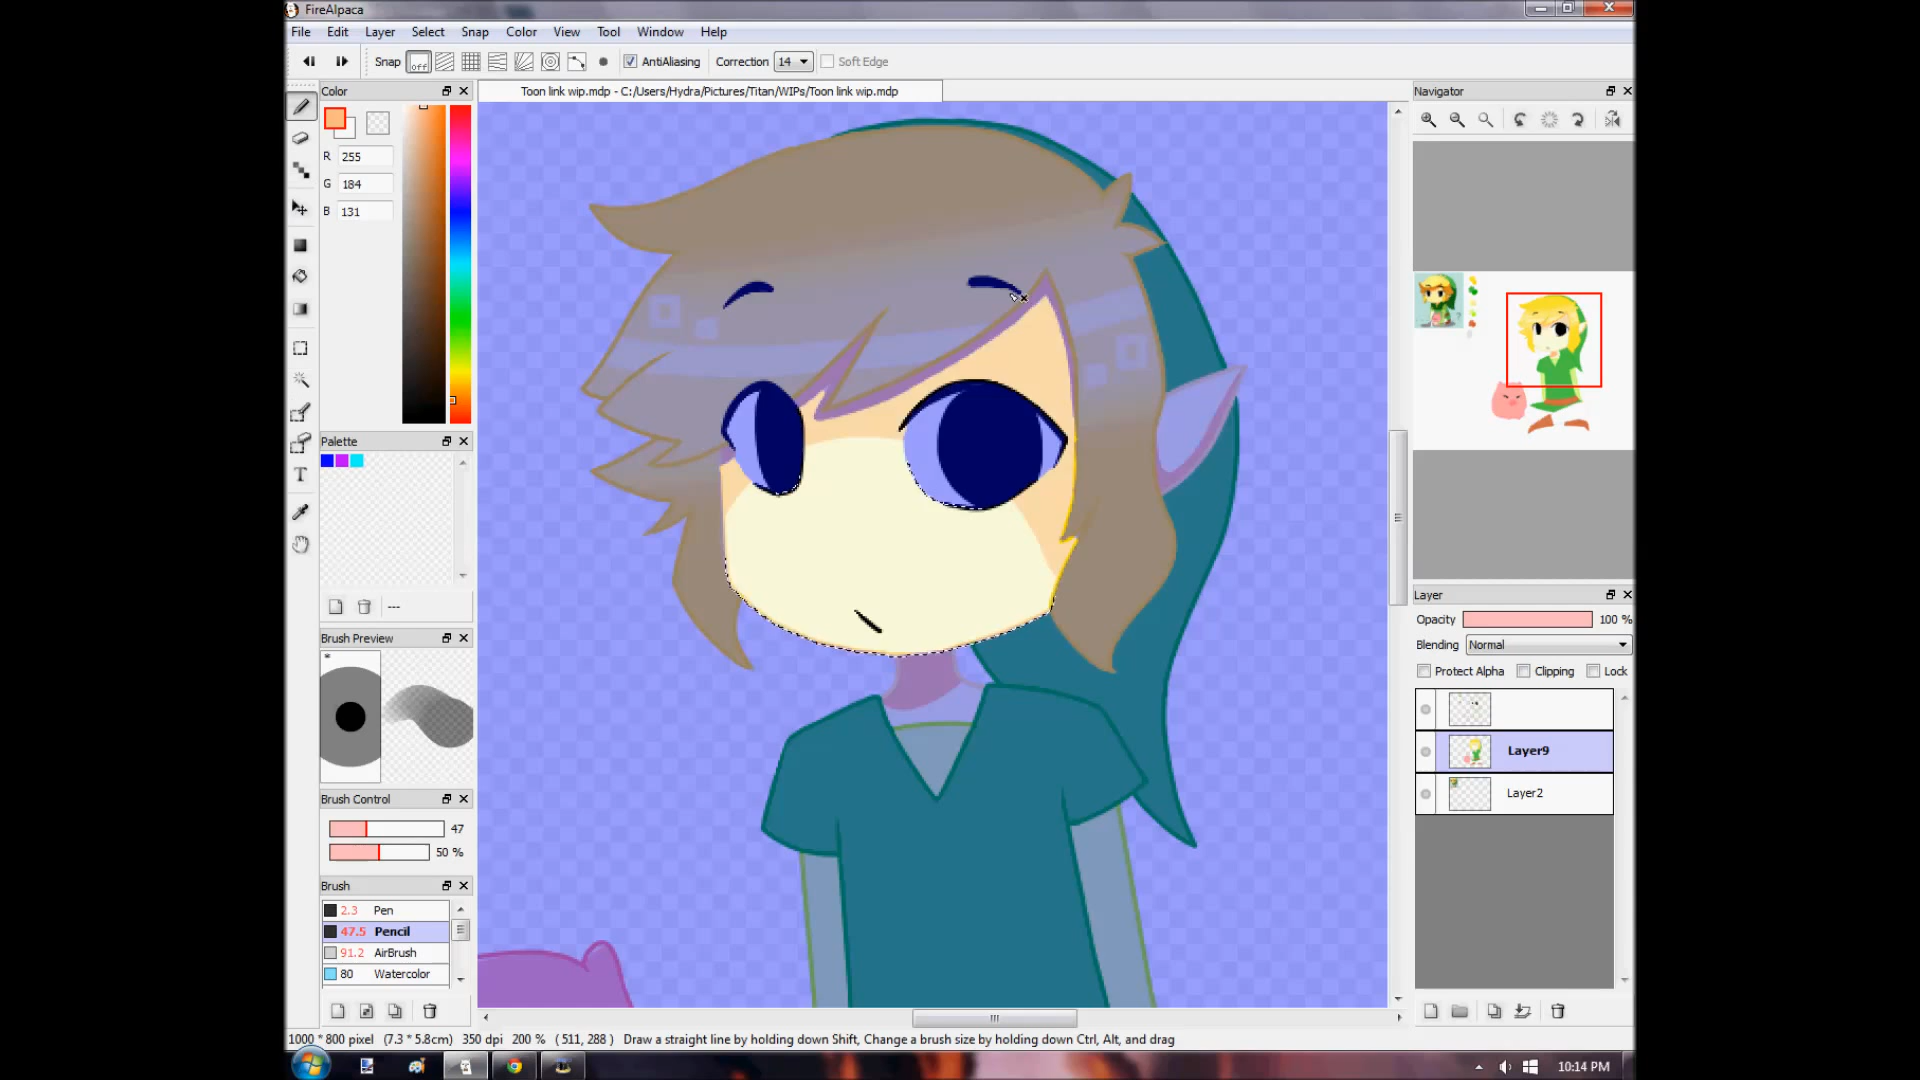 FireAlpaca
File Edit Layer Select Snap Color View Tool Window Help
Snap off AntiAliasing Correction 14 Soft Edge
Color
Toon link wip.mdp - C:/Users/Hydra/Pictures/Titan/WIPs/Toon link wip.mdp
Navigator
R 255
G 184
B 131
Palette
---
Brush Preview
*
Brush Control
47
50 %
Brush
2.3 Pen
47.5 Pencil
91.2 AirBrush
80 Watercolor
Layer
Opacity 100 %
Blending Normal
Protect Alpha Clipping Lock
Layer9
Layer2
T
1000 * 800 pixel (7.3 * 5.8cm) 350 dpi 200 % ( 511, 288 ) Draw a straight line by holding down Shift, Change a brush size by holding down Ctrl, Alt, and drag
10:14 PM